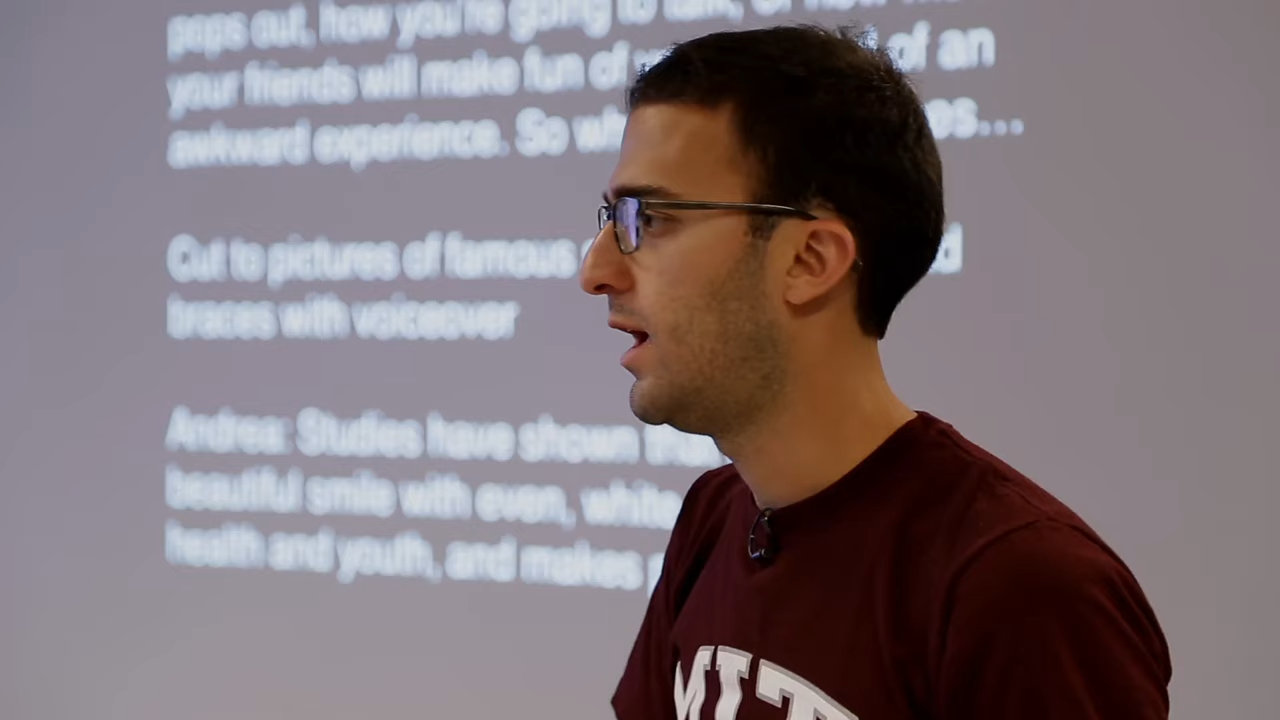 pops out, how you're going to talk, or how
your friends will make fun of of an
awkward experience. So
Cut to pictures of famous
braces with voiceover
Andrea: Studies have shown
beautiful smile with even, white
health and youth, and makes
MIT